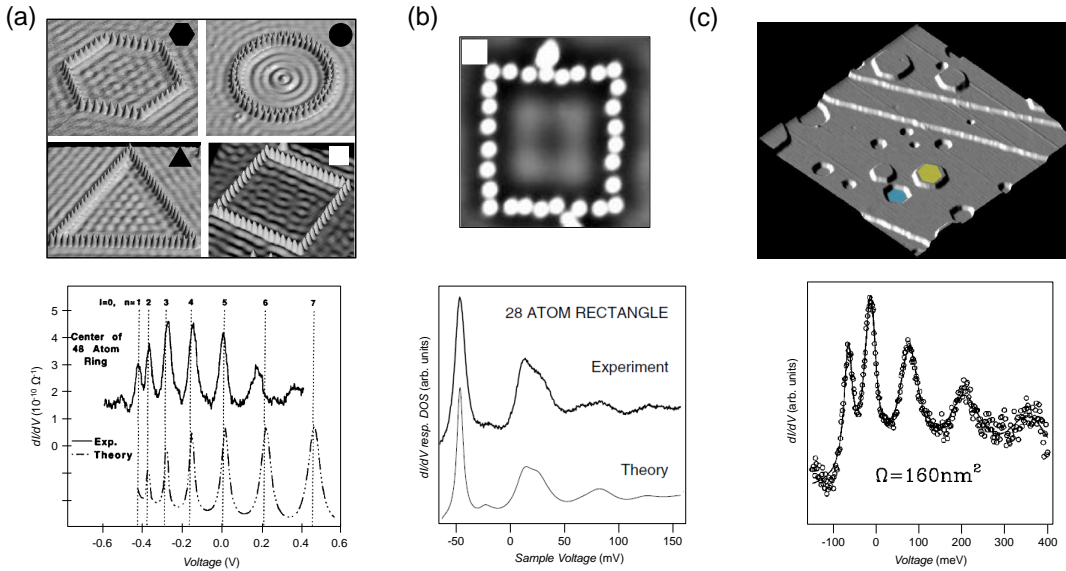 (a)
(b)
(c)
l=0, n= 1 2 3 4 5 6 7
Center of
48 Atom
Ring
Exp.
Theory
dI/dV (10⁻¹⁰ Ω⁻¹)
5
4
3
2
1
0
-0.6 -0.4 -0.2 0.0 0.2 0.4 0.6
Voltage (V)
28 ATOM RECTANGLE
Experiment
Theory
dI/dV resp. DOS (arb. units)
-50 0 50 100 150
Sample Voltage (mV)
dI/dV (arb. units)
Ω=160nm²
-100 0 100 200 300 400
Voltage (meV)